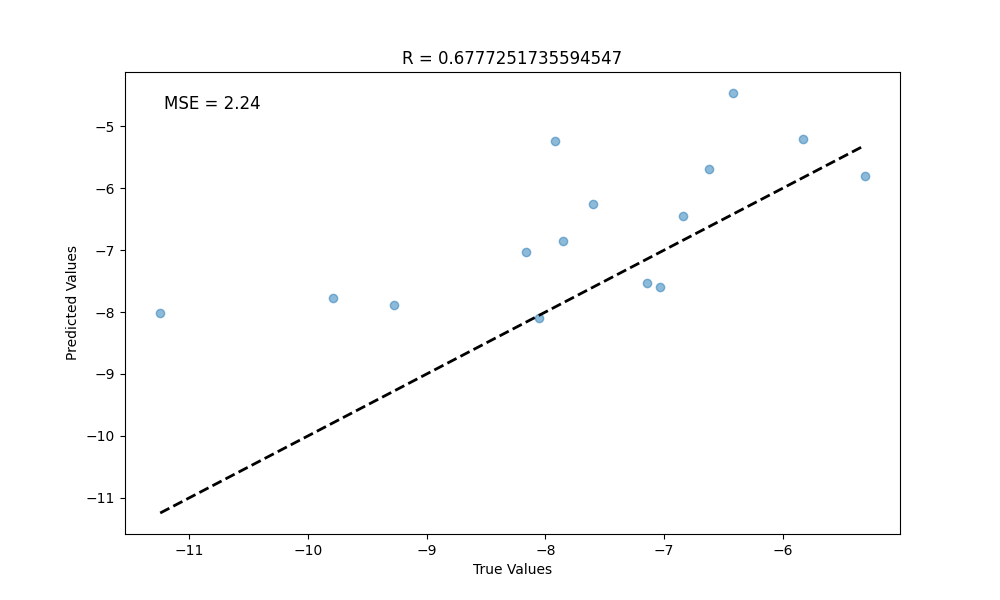 R = 0.6777251735594547
MSE = 2.24
−5
−6
−7
−8
−9
−10
−11
Predicted Values
−11 −10 −9 −8 −7 −6
True Values